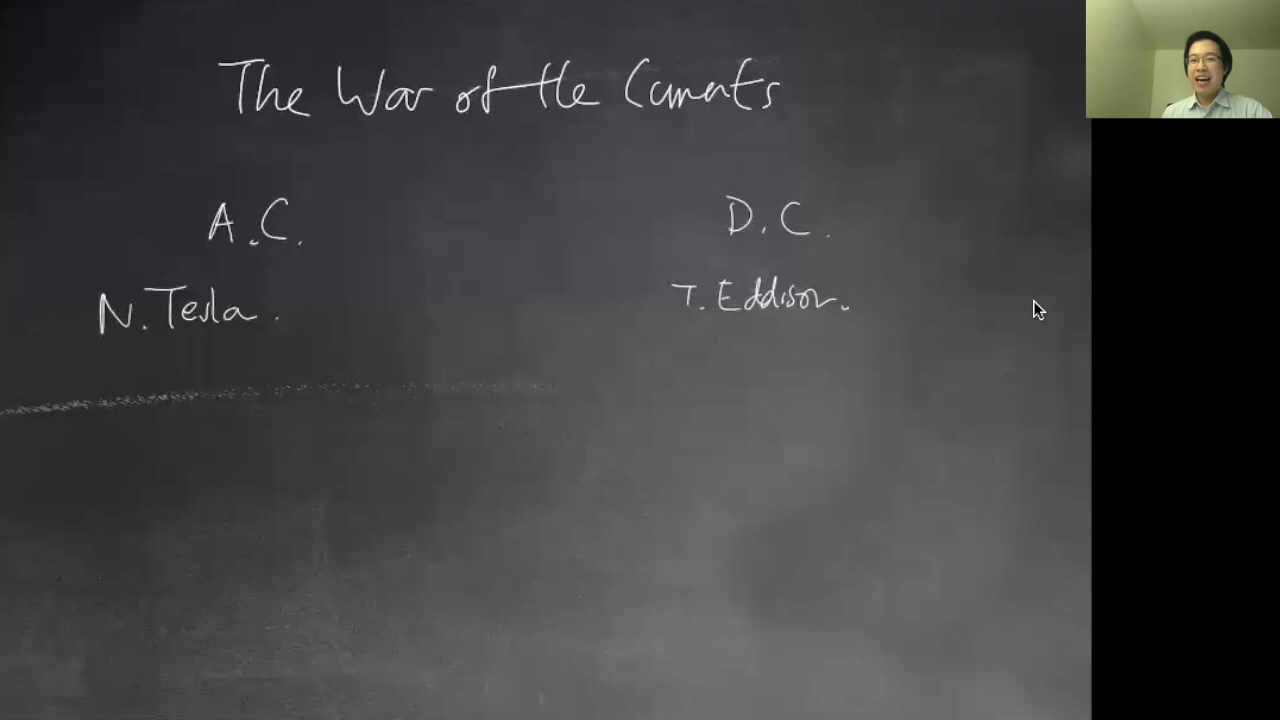 The War of the Currents
A.C.
D.C.
N. Tesla.
T. Eddison.